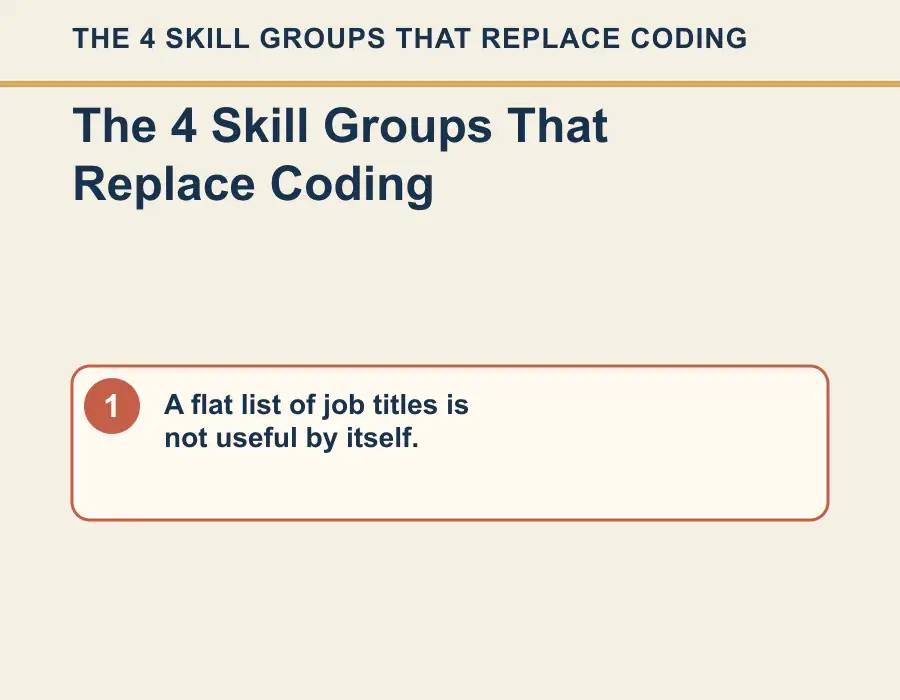 THE 4 SKILL GROUPS THAT REPLACE CODING
The 4 Skill Groups That
Replace Coding
1
A flat list of job titles is
not useful by itself.